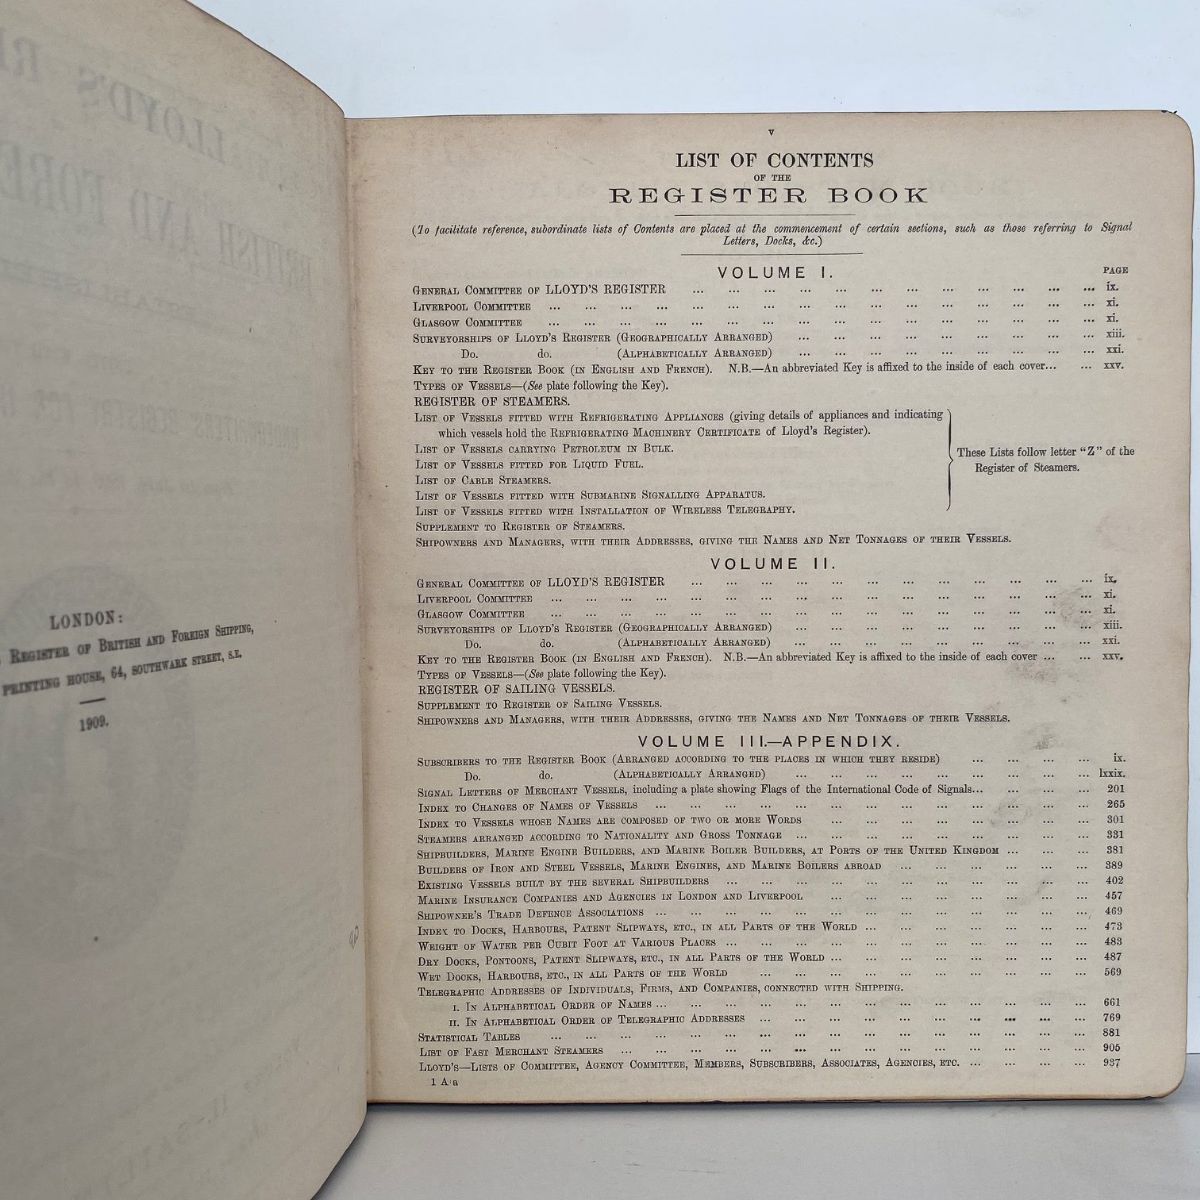 LONDON:
REGISTER OF BRITISH AND FOREIGN SHIPPING,
PRINTING HOUSE, 64, SOUTHWARK STREET, S.E.
1909.
v
LIST OF CONTENTS
OF THE
REGISTER BOOK
(To facilitate reference, subordinate lists of Contents are placed at the commencement of certain sections, such as those referring to Signal
Letters, Docks, &c.)
VOLUME I. PAGE
GENERAL COMMITTEE OF LLOYD'S REGISTER ... ix.
LIVERPOOL COMMITTEE ... xi.
GLASGOW COMMITTEE ... xi.
SURVEYORSHIPS OF LLOYD'S REGISTER (GEOGRAPHICALLY ARRANGED) ... xiii.
Do. do. (ALPHABETICALLY ARRANGED) ... xxi.
KEY TO THE REGISTER BOOK (IN ENGLISH AND FRENCH). N.B.—An abbreviated Key is affixed to the inside of each cover... ... xxv.
TYPES OF VESSELS—(See plate following the Key).
REGISTER OF STEAMERS.
LIST OF VESSELS FITTED WITH REFRIGERATING APPLIANCES (giving details of appliances and indicating
which vessels hold the REFRIGERATING MACHINERY CERTIFICATE of Lloyd's Register).
LIST OF VESSELS CARRYING PETROLEUM IN BULK.
LIST OF VESSELS FITTED FOR LIQUID FUEL.
LIST OF CABLE STEAMERS.
LIST OF VESSELS FITTED WITH SUBMARINE SIGNALLING APPARATUS.
LIST OF VESSELS FITTED WITH INSTALLATION OF WIRELESS TELEGRAPHY.
These Lists follow letter "Z" of the
Register of Steamers.
SUPPLEMENT TO REGISTER OF STEAMERS.
SHIPOWNERS AND MANAGERS, WITH THEIR ADDRESSES, GIVING THE NAMES AND NET TONNAGES OF THEIR VESSELS.
VOLUME II.
GENERAL COMMITTEE OF LLOYD'S REGISTER ... ix.
LIVERPOOL COMMITTEE ... xi.
GLASGOW COMMITTEE ... xi.
SURVEYORSHIPS OF LLOYD'S REGISTER (GEOGRAPHICALLY ARRANGED) ... xiii.
Do. do. (ALPHABETICALLY ARRANGED) ... xxi.
KEY TO THE REGISTER BOOK (IN ENGLISH AND FRENCH). N.B.—An abbreviated Key is affixed to the inside of each cover ... ... xxv.
TYPES OF VESSELS—(See plate following the Key).
REGISTER OF SAILING VESSELS.
SUPPLEMENT TO REGISTER OF SAILING VESSELS.
SHIPOWNERS AND MANAGERS, WITH THEIR ADDRESSES, GIVING THE NAMES AND NET TONNAGES OF THEIR VESSELS.
VOLUME III.—APPENDIX.
SUBSCRIBERS TO THE REGISTER BOOK (ARRANGED ACCORDING TO THE PLACES IN WHICH THEY RESIDE) ... ix.
Do. do. (ALPHABETICALLY ARRANGED) ... lxxix.
SIGNAL LETTERS OF MERCHANT VESSELS, including a plate showing Flags of the International Code of Signals... 201
INDEX TO CHANGES OF NAMES OF VESSELS ... 265
INDEX TO VESSELS WHOSE NAMES ARE COMPOSED OF TWO OR MORE WORDS ... 301
STEAMERS ARRANGED ACCORDING TO NATIONALITY AND GROSS TONNAGE ... 331
SHIPBUILDERS, MARINE ENGINE BUILDERS, AND MARINE BOILER BUILDERS, AT PORTS OF THE UNITED KINGDOM ... 381
BUILDERS OF IRON AND STEEL VESSELS, MARINE ENGINES, AND MARINE BOILERS ABROAD ... 389
EXISTING VESSELS BUILT BY THE SEVERAL SHIPBUILDERS ... 402
MARINE INSURANCE COMPANIES AND AGENCIES IN LONDON AND LIVERPOOL ... 457
SHIPOWNER'S TRADE DEFENCE ASSOCIATIONS ... 469
INDEX TO DOCKS, HARBOURS, PATENT SLIPWAYS, ETC., IN ALL PARTS OF THE WORLD ... 473
WEIGHT OF WATER PER CUBIT FOOT AT VARIOUS PLACES ... 483
DRY DOCKS, PONTOONS, PATENT SLIPWAYS, ETC., IN ALL PARTS OF THE WORLD ... 487
WET DOCKS, HARBOURS, ETC., IN ALL PARTS OF THE WORLD ... 569
TELEGRAPHIC ADDRESSES OF INDIVIDUALS, FIRMS, AND COMPANIES, CONNECTED WITH SHIPPING.
I. IN ALPHABETICAL ORDER OF NAMES ... 661
II. IN ALPHABETICAL ORDER OF TELEGRAPHIC ADDRESSES ... 769
STATISTICAL TABLES ... 881
LIST OF FAST MERCHANT STEAMERS ... 905
LLOYD'S—LISTS OF COMMITTEE, AGENCY COMMITTEE, MEMBERS, SUBSCRIBERS, ASSOCIATES, AGENCIES, ETC. ... 937
1 A a